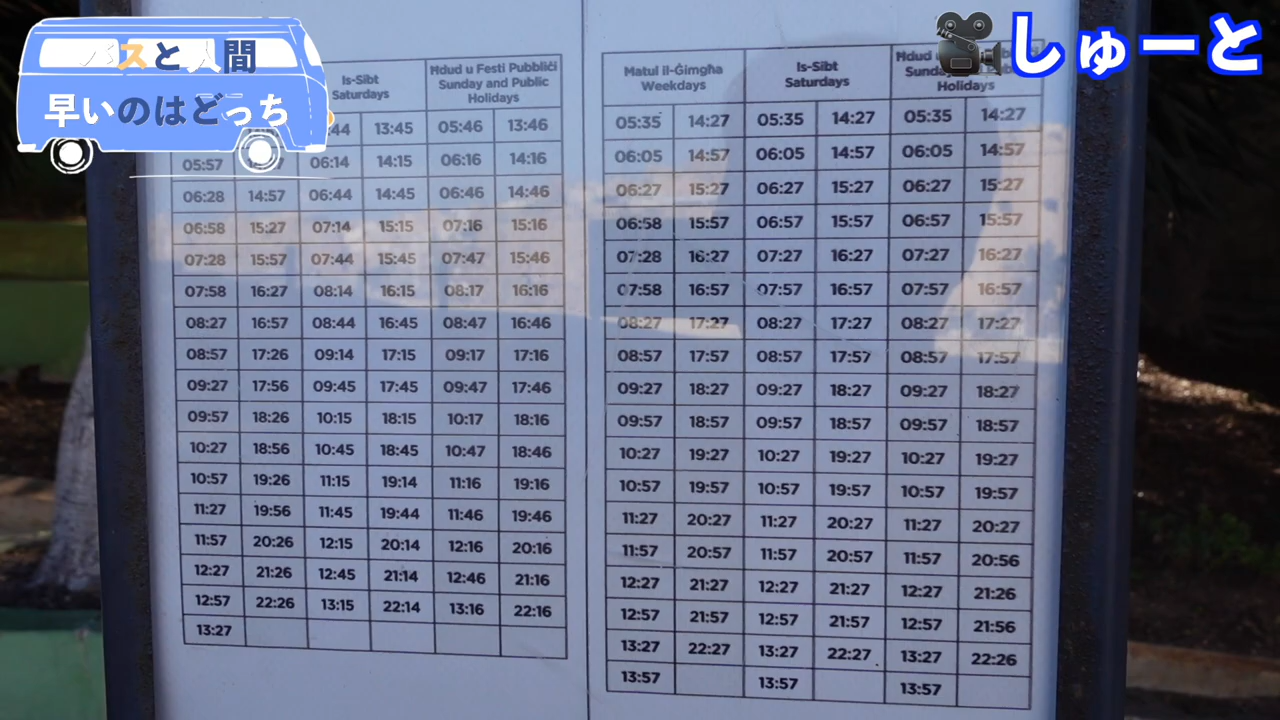 バスと人間
早いのはどっち
しゅーと
Is-Sibt
Saturdays
Ħdud u Festi Pubbliċi
Sunday and Public
Holidays
:44 13:45 05:46 13:46
05:57 06:14 14:15 06:16 14:16
06:28 14:57 06:44 14:45 06:46 14:46
06:58 15:27 07:14 15:15 07:16 15:16
07:28 15:57 07:44 15:45 07:47 15:46
07:58 16:27 08:14 16:15 08:17 16:16
08:27 16:57 08:44 16:45 08:47 16:46
08:57 17:26 09:14 17:15 09:17 17:16
09:27 17:56 09:45 17:45 09:47 17:46
09:57 18:26 10:15 18:15 10:17 18:16
10:27 18:56 10:45 18:45 10:47 18:46
10:57 19:26 11:15 19:14 11:16 19:16
11:27 19:56 11:45 19:44 11:46 19:46
11:57 20:26 12:15 20:14 12:16 20:16
12:27 21:26 12:45 21:14 12:46 21:16
12:57 22:26 13:15 22:14 13:16 22:16
13:27
Matul il-Ġimgħa
Weekdays
Is-Sibt
Saturdays
Ħdud u
Holidays
05:35 14:27 05:35 14:27 05:35 14:27
06:05 14:57 06:05 14:57 06:05 14:57
06:27 15:27 06:27 15:27 06:27 15:27
06:58 15:57 06:57 15:57 06:57 15:57
07:28 16:27 07:27 16:27 07:27 16:27
07:58 16:57 07:57 16:57 07:57 16:57
08:27 17:27 08:27 17:27 08:27 17:27
08:57 17:57 08:57 17:57 08:57 17:57
09:27 18:27 09:27 18:27 09:27 18:27
09:57 18:57 09:57 18:57 09:57 18:57
10:27 19:27 10:27 19:27 10:27 19:27
10:57 19:57 10:57 19:57 10:57 19:57
11:27 20:27 11:27 20:27 11:27 20:27
11:57 20:57 11:57 20:57 11:57 20:56
12:27 21:27 12:27 21:27 12:27 21:26
12:57 21:57 12:57 21:57 12:57 21:56
13:27 22:27 13:27 22:27 13:27 22:26
13:57 13:57 13:57